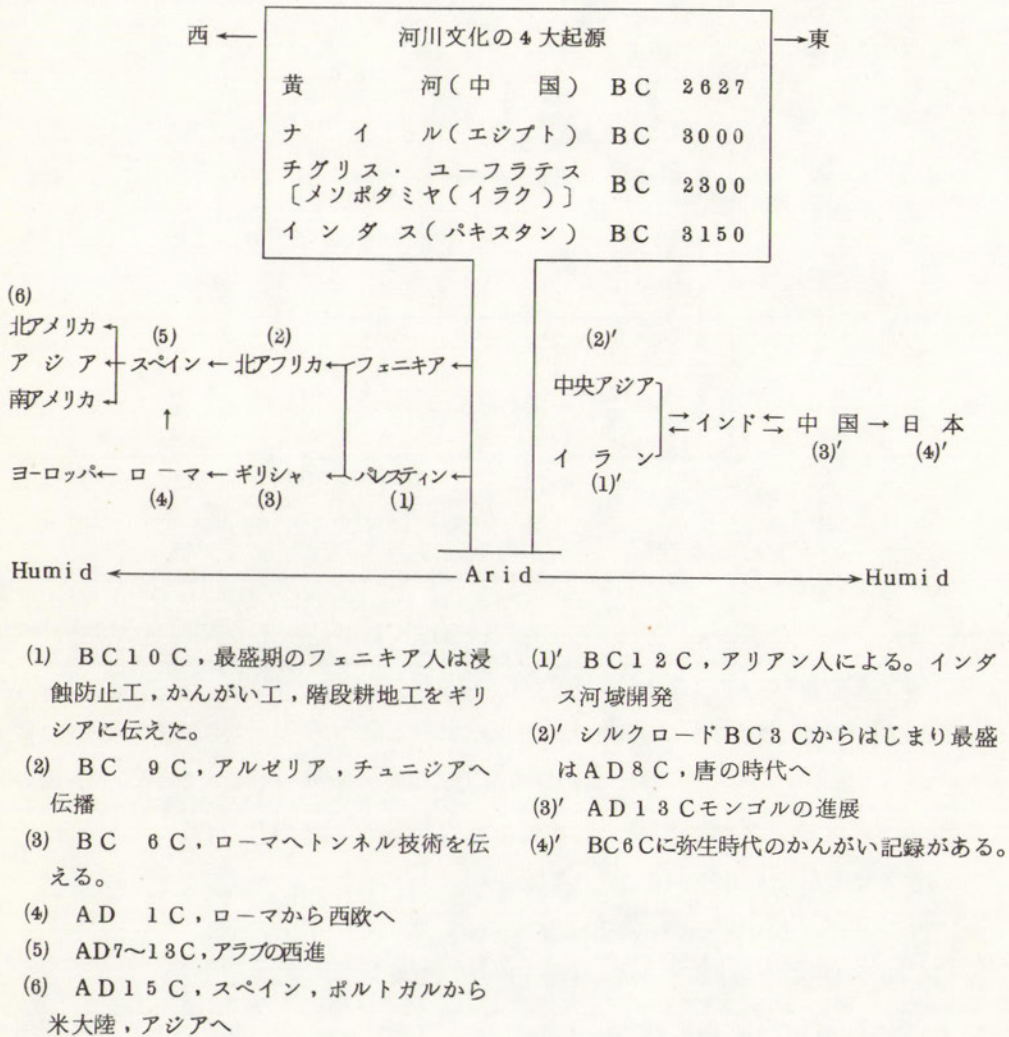 西 ← → 東
河川文化の4大起源
黄河(中国) BC 2627
ナイル(エジプト) BC 3000
チグリス・ユーフラテス
[メソポタミヤ(イラク)] BC 2300
インダス(パキスタン) BC 3150
(6)
北アメリカ
(5) (2) (2)′
アジア ← スペイン ← 北アフリカ ← フェニキア ←
南アメリカ
↑
中央アジア
⇄ インド ⇄ 中国 → 日本
(3)′ (4)′
イラン
(1)′
ヨーロッパ ← ローマ ← ギリシャ ← パレスティン ←
(4) (3) (1)
Humid ← Arid → Humid
(1) BC10C,最盛期のフェニキア人は浸
蝕防止工,かんがい工,階段耕地工をギリ
シアに伝えた。
(2) BC 9C,アルゼリア,チュニジアへ
伝播
(3) BC 6C,ローマヘトンネル技術を伝
える。
(4) AD 1C,ローマから西欧へ
(5) AD7〜13C,アラブの西進
(6) AD15C,スペイン,ポルトガルから
米大陸,アジアへ
(1)′ BC12C,アリアン人による。インダ
ス河域開発
(2)′ シルクロードBC3Cからはじまり最盛
はAD8C,唐の時代へ
(3)′ AD13Cモンゴルの進展
(4)′ BC6Cに弥生時代のかんがい記録がある。